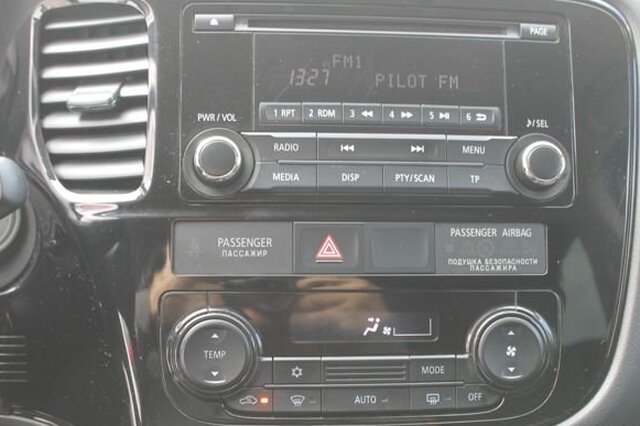 PAGE
FM1
1327 PILOT FM
1 RPT 2 RDM 3 4 5 6
PWR / VOL
♪/SEL
RADIO MENU
MEDIA DISP PTY/SCAN TP
PASSENGER
ПАССАЖИР
PASSENGER AIRBAG
ПОДУШКА БЕЗОПАСНОСТИ
ПАССАЖИРА
TEMP
MODE
AUTO OFF